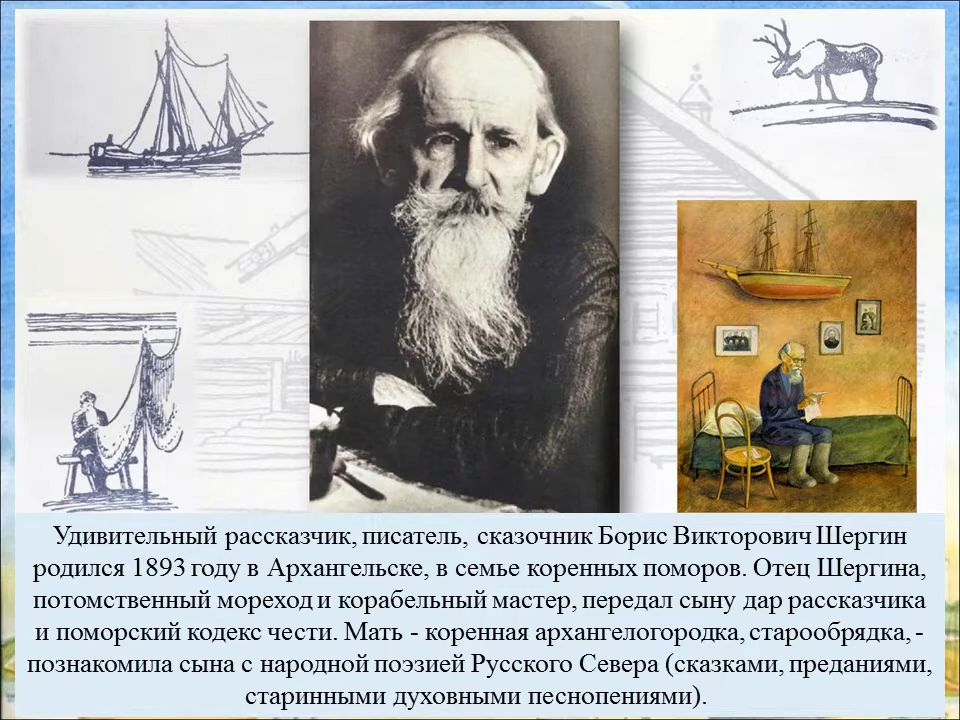 Удивительный рассказчик, писатель, сказочник Борис Викторович Шергин
родился 1893 году в Архангельске, в семье коренных поморов. Отец Шергина,
потомственный мореход и корабельный мастер, передал сыну дар рассказчика
и поморский кодекс чести. Мать - коренная архангелогородка, старообрядка, -
познакомила сына с народной поэзией Русского Севера (сказками, преданиями,
старинными духовными песнопениями).